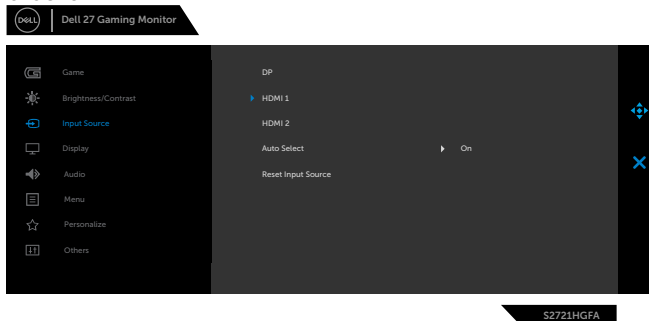 DELL Dell 27 Gaming Monitor
Game
DP
Brightness/Contrast
HDMI 1
Input Source
HDMI 2
Display
Auto Select On
Audio
Reset Input Source
Menu
Personalize
Others
S2721HGFA